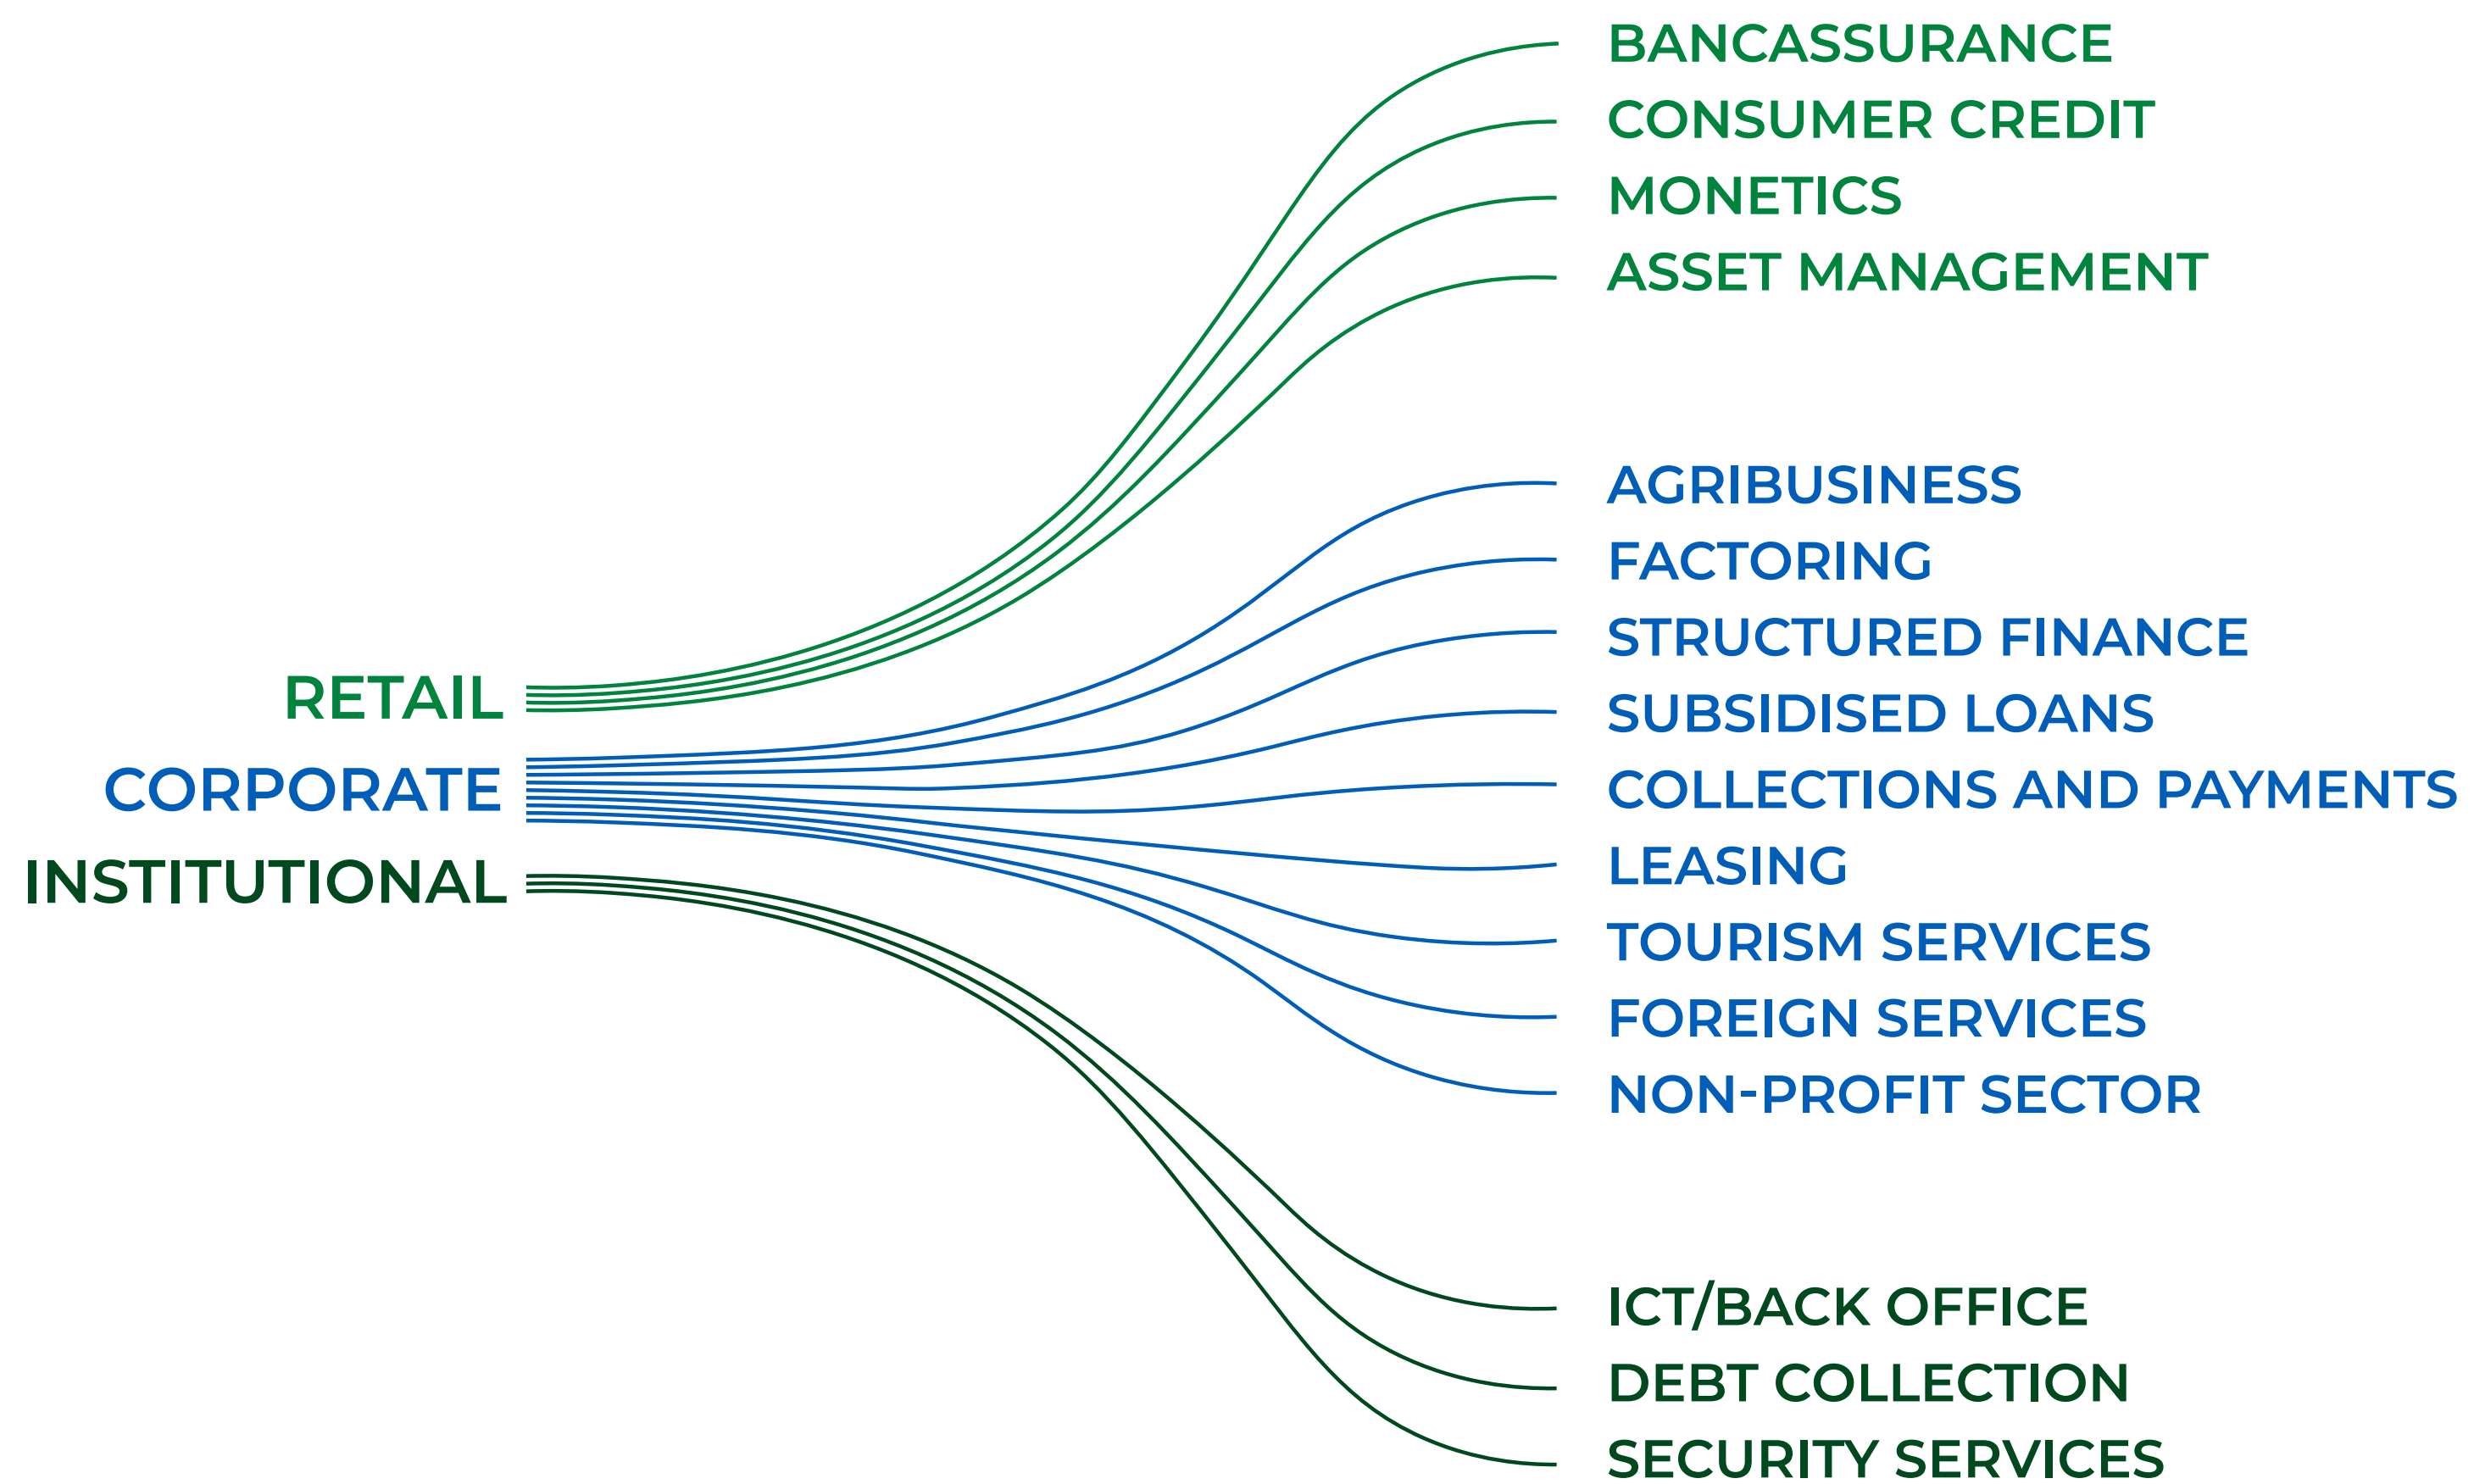 BANCASSURANCE
CONSUMER CREDIT
MONETICS
ASSET MANAGEMENT
AGRIBUSINESS
FACTORING
STRUCTURED FINANCE
SUBSIDISED LOANS
RETAIL
CORPORATE
COLLECTIONS AND PAYMENTS
INSTITUTIONAL
LEASING
TOURISM SERVICES
FOREIGN SERVICES
NON-PROFIT SECTOR
ICT/BACK OFFICE
DEBT COLLECTION
SECURITY SERVICES